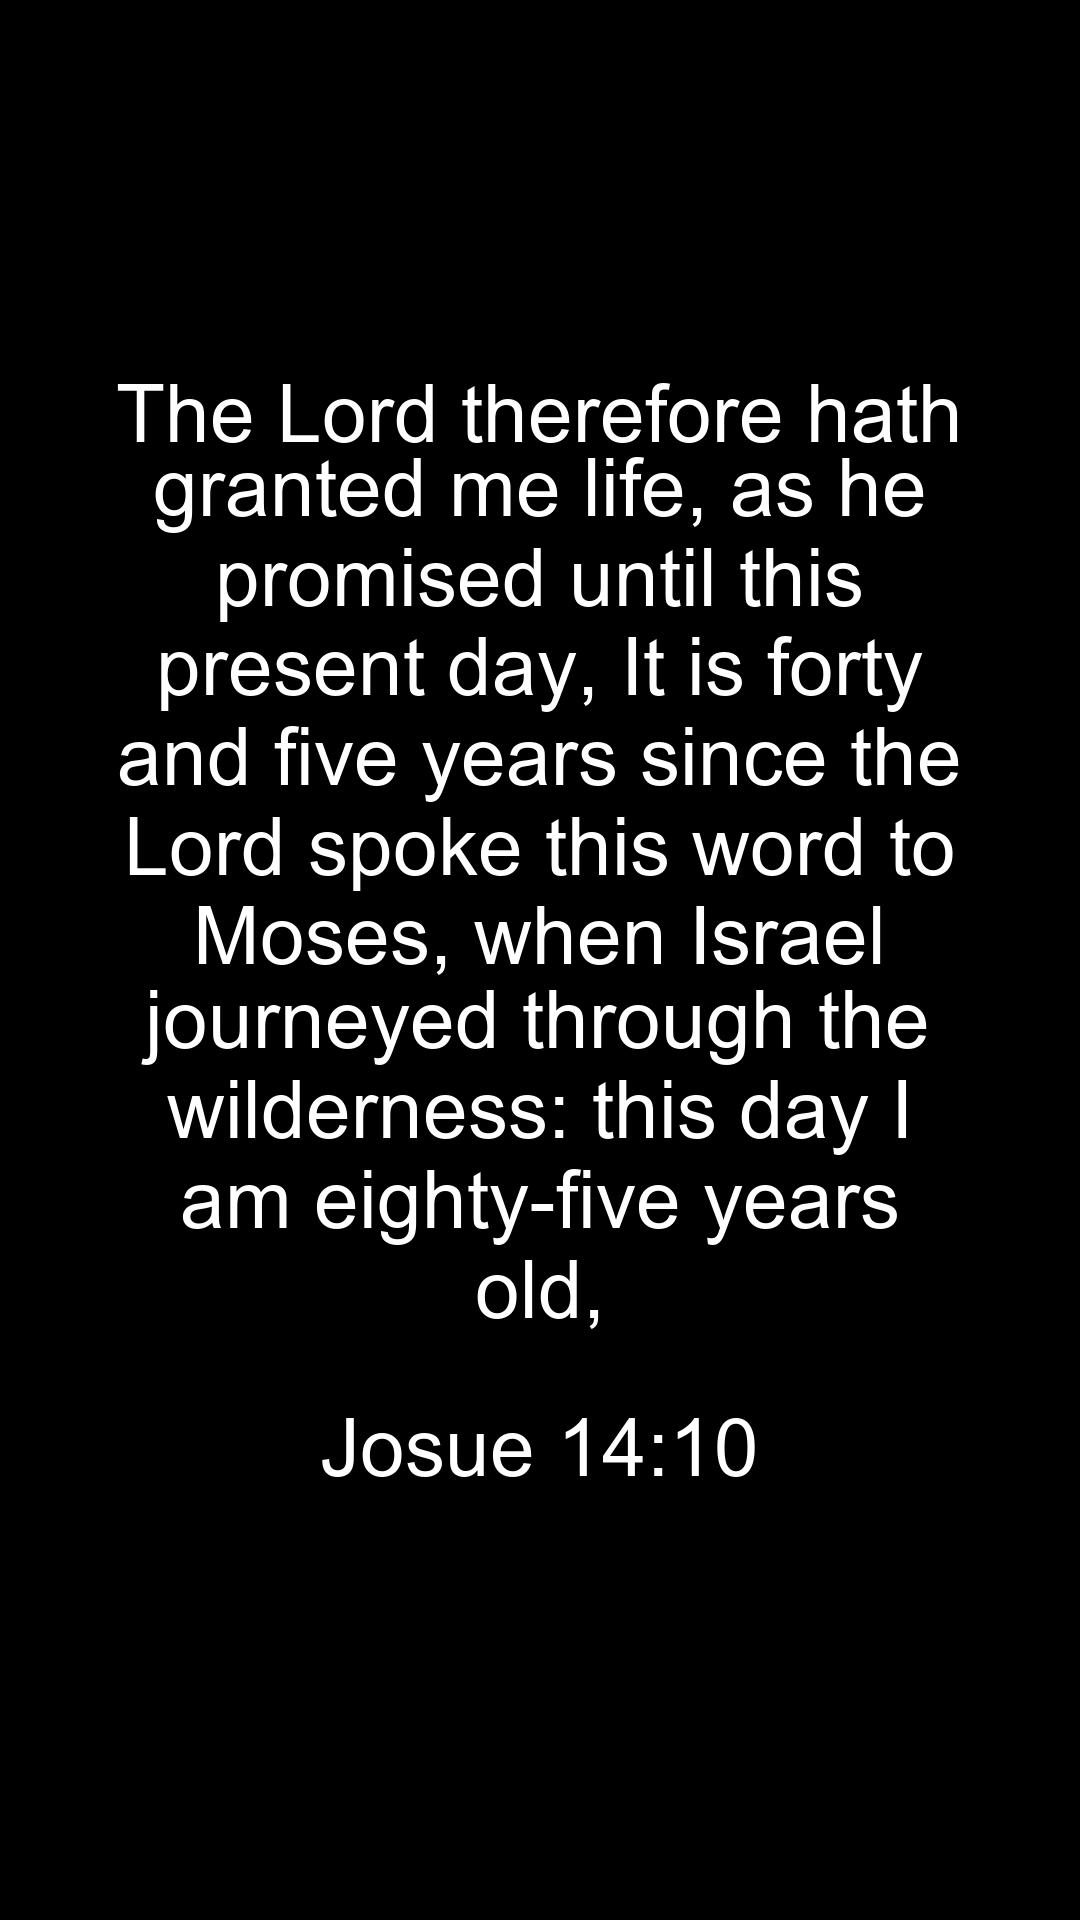 The Lord therefore hath
granted me life, as he
promised until this
present day, It is forty
and five years since the
Lord spoke this word to
Moses, when Israel
journeyed through the
wilderness: this day I
am eighty-five years
old,
Josue 14:10